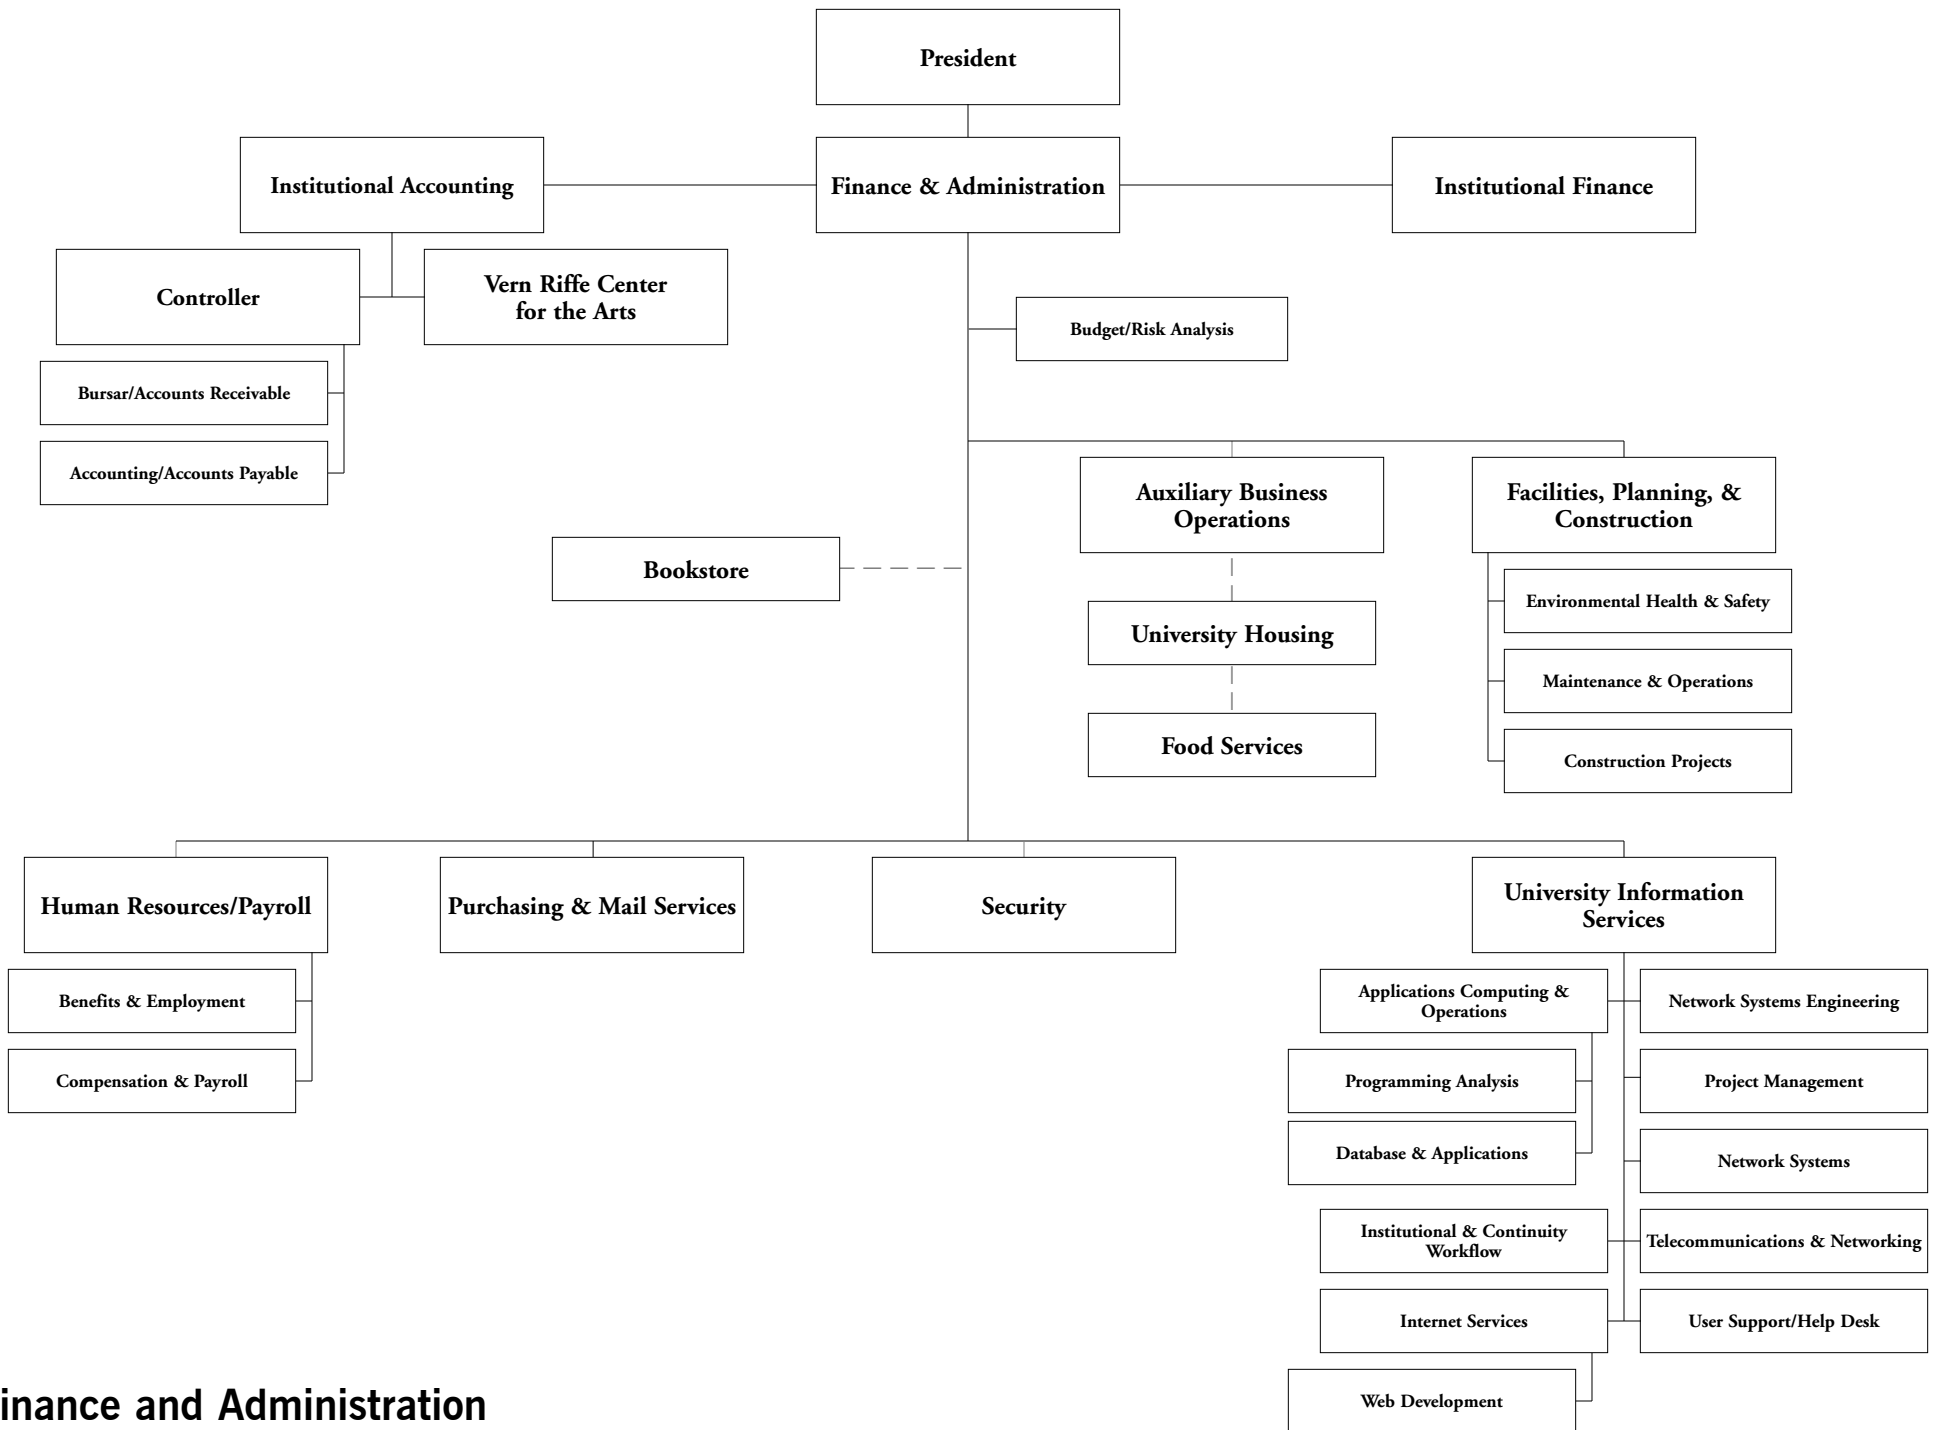 President
Institutional Accounting
Finance & Administration
Institutional Finance
Controller
Vern Riffe Center
for the Arts
Budget/Risk Analysis
Bursar/Accounts Receivable
Accounting/Accounts Payable
Auxiliary Business
Operations
Facilities, Planning, &
Construction
Bookstore
University Housing
Food Services
Environmental Health & Safety
Maintenance & Operations
Construction Projects
Human Resources/Payroll
Purchasing & Mail Services
Security
University Information
Services
Benefits & Employment
Compensation & Payroll
Applications Computing &
Operations
Network Systems Engineering
Programming Analysis
Project Management
Database & Applications
Network Systems
Institutional & Continuity
Workflow
Telecommunications & Networking
Internet Services
User Support/Help Desk
Web Development
inance and Administration